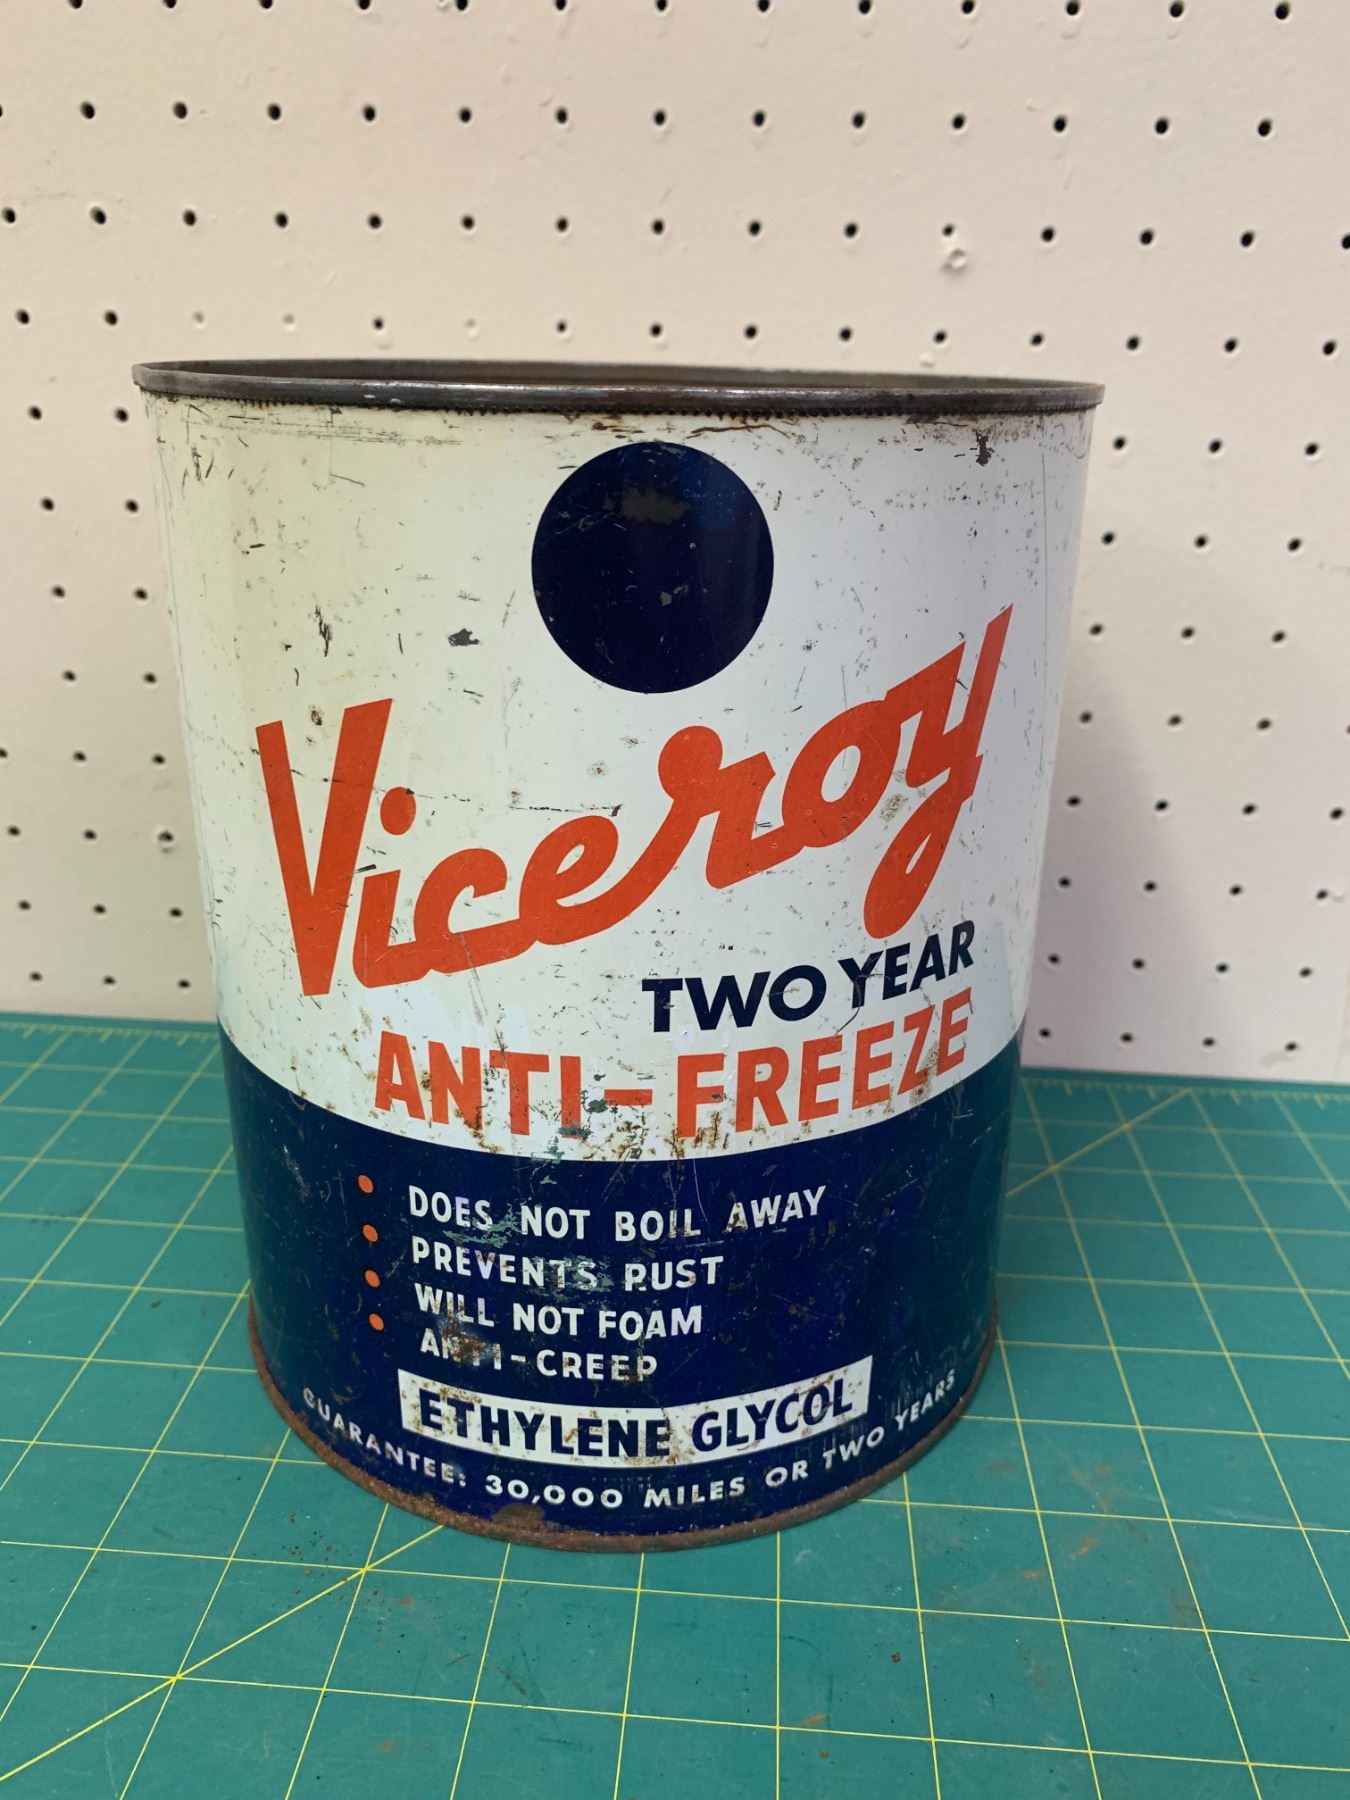 Viceroy
TWO YEAR
ANTI-FREEZE
DOES NOT BOIL AWAY
PREVENTS RUST
WILL NOT FOAM
ANTI-CREEP
ETHYLENE GLYCOL
GUARANTEE: 30,000 MILES OR TWO YEARS